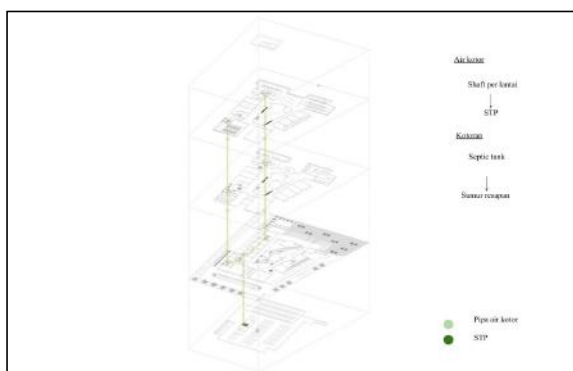 Air kotor
Shaft per lantai
STP
Kotoran
Septic tank
Sumur resapan
Pipa air kotor
STP